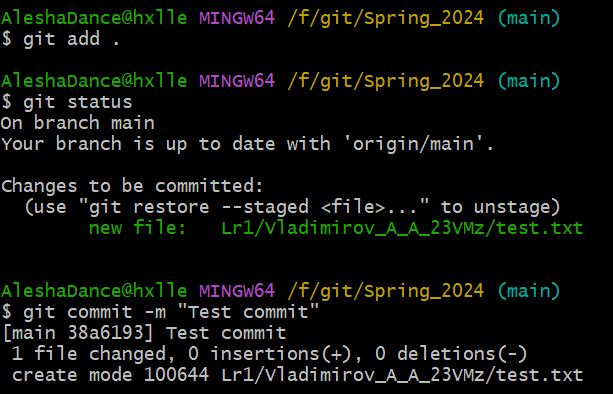 AleshaDance@hxlle MINGW64 /f/git/Spring_2024 (main)
$ git add .
AleshaDance@hxlle MINGW64 /f/git/Spring_2024 (main)
$ git status
On branch main
Your branch is up to date with 'origin/main'.
Changes to be committed:
  (use "git restore --staged <file>..." to unstage)
        new file:   Lr1/Vladimirov_A_A_23VMz/test.txt
AleshaDance@hxlle MINGW64 /f/git/Spring_2024 (main)
$ git commit -m "Test commit"
[main 38a6193] Test commit
 1 file changed, 0 insertions(+), 0 deletions(-)
 create mode 100644 Lr1/Vladimirov_A_A_23VMz/test.txt